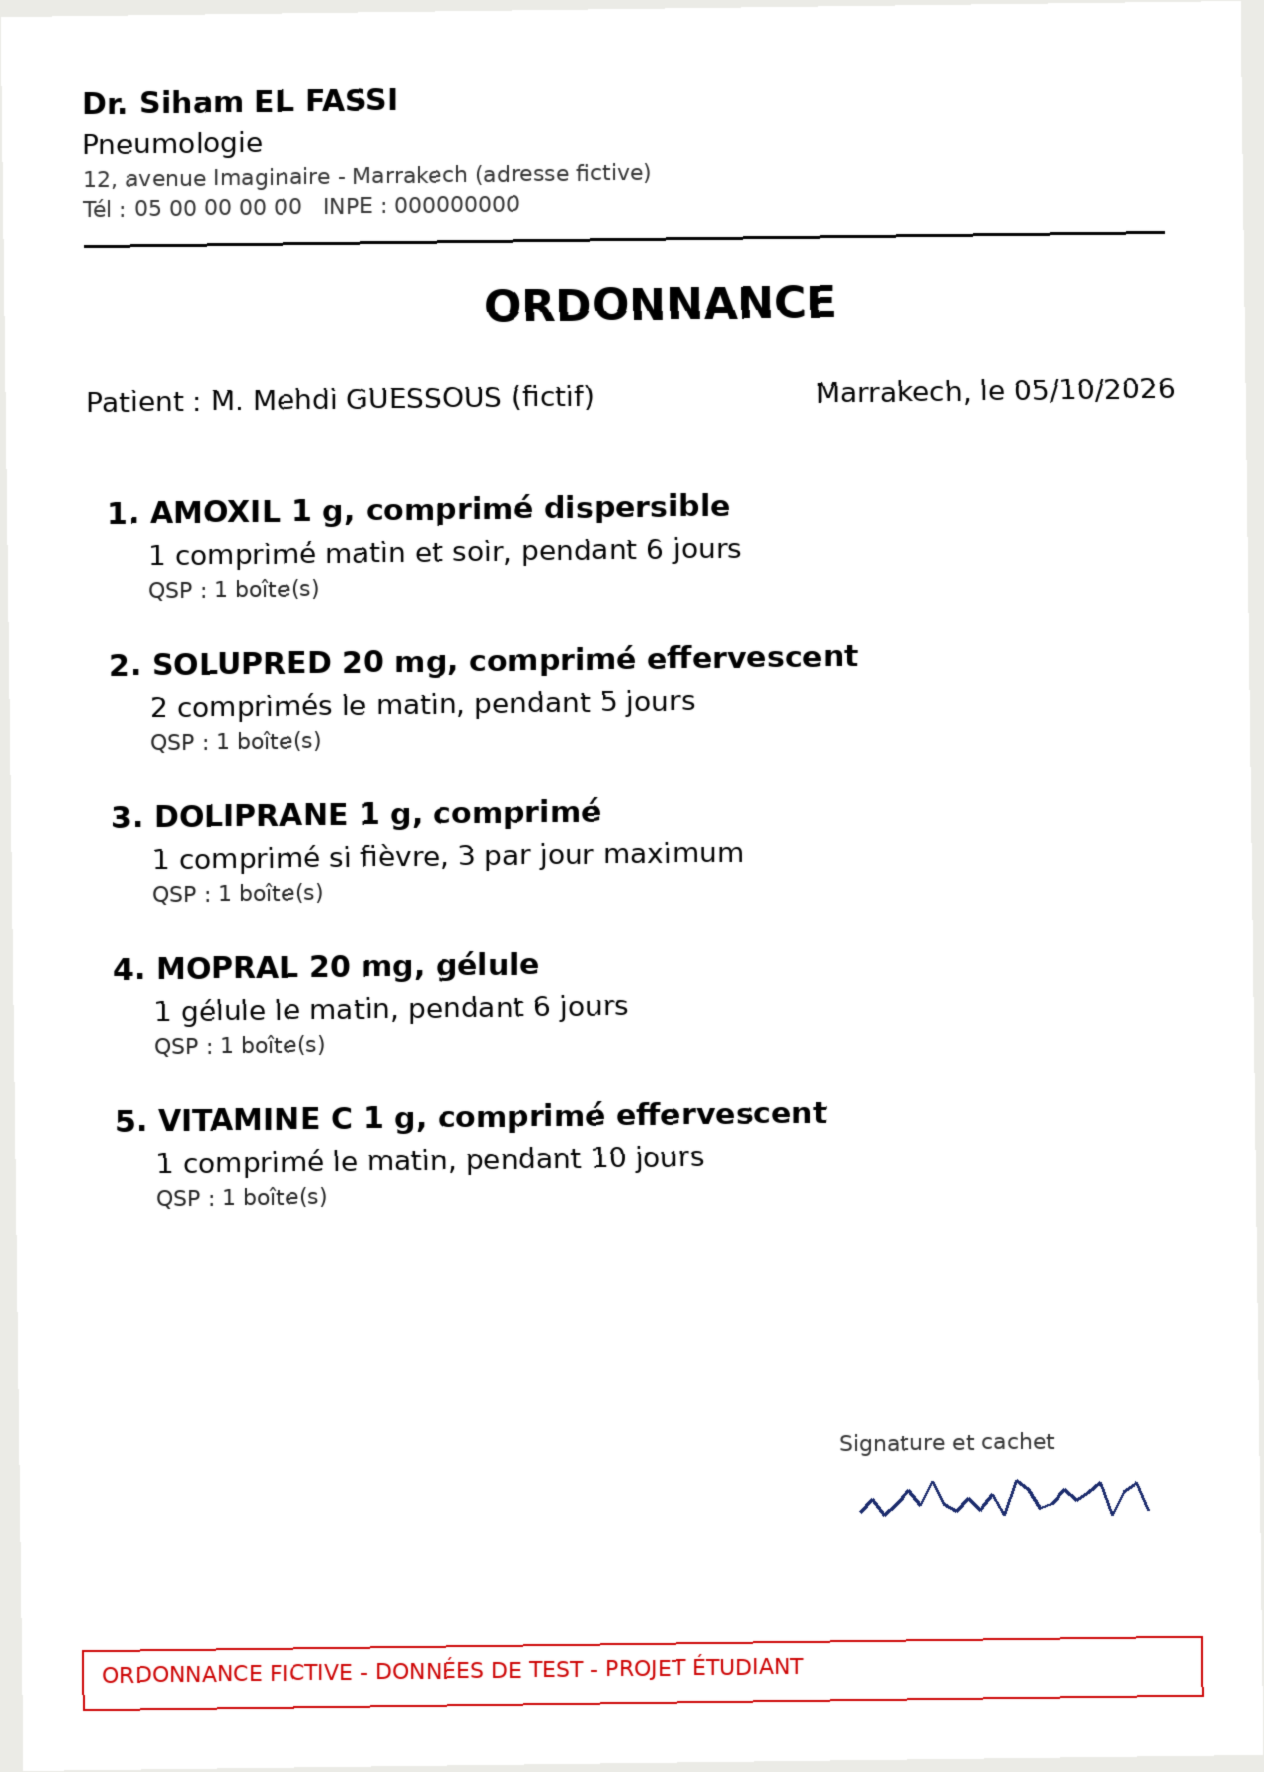 Dr. Siham EL FASSI
Pneumologie
12, avenue Imaginaire - Marrakech (adresse fictive)
Tél : 05 00 00 00 00 INPE : 000000000
ORDONNANCE
Patient : M. Mehdi GUESSOUS (fictif) Marrakech, le 05/10/2026
1. AMOXIL 1 g, comprimé dispersible
1 comprimé matin et soir, pendant 6 jours
QSP : 1 boîte(s)
2. SOLUPRED 20 mg, comprimé effervescent
2 comprimés le matin, pendant 5 jours
QSP : 1 boîte(s)
3. DOLIPRANE 1 g, comprimé
1 comprimé si fièvre, 3 par jour maximum
QSP : 1 boîte(s)
4. MOPRAL 20 mg, gélule
1 gélule le matin, pendant 6 jours
QSP : 1 boîte(s)
5. VITAMINE C 1 g, comprimé effervescent
1 comprimé le matin, pendant 10 jours
QSP : 1 boîte(s)
Signature et cachet
ORDONNANCE FICTIVE - DONNÉES DE TEST - PROJET ÉTUDIANT